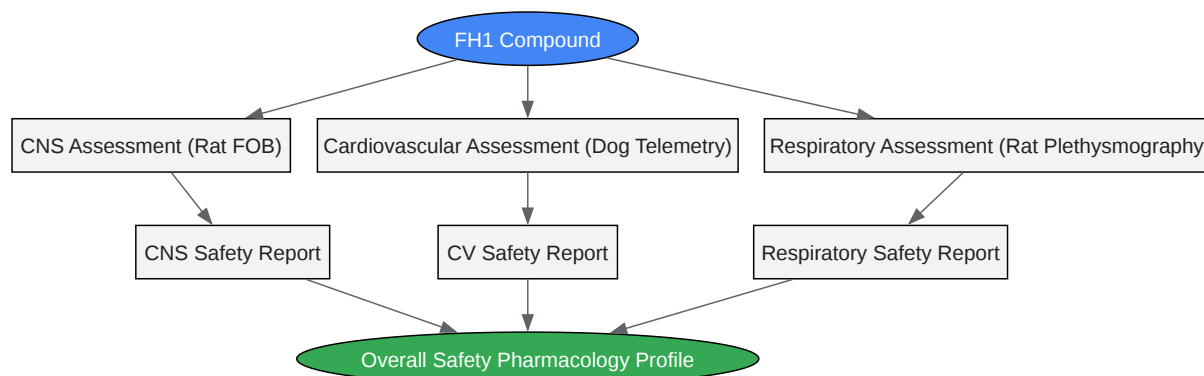 FH1 Compound
CNS Assessment (Rat FOB)
Cardiovascular Assessment (Dog Telemetry)
Respiratory Assessment (Rat Plethysmography
CNS Safety Report
CV Safety Report
Respiratory Safety Report
Overall Safety Pharmacology Profile